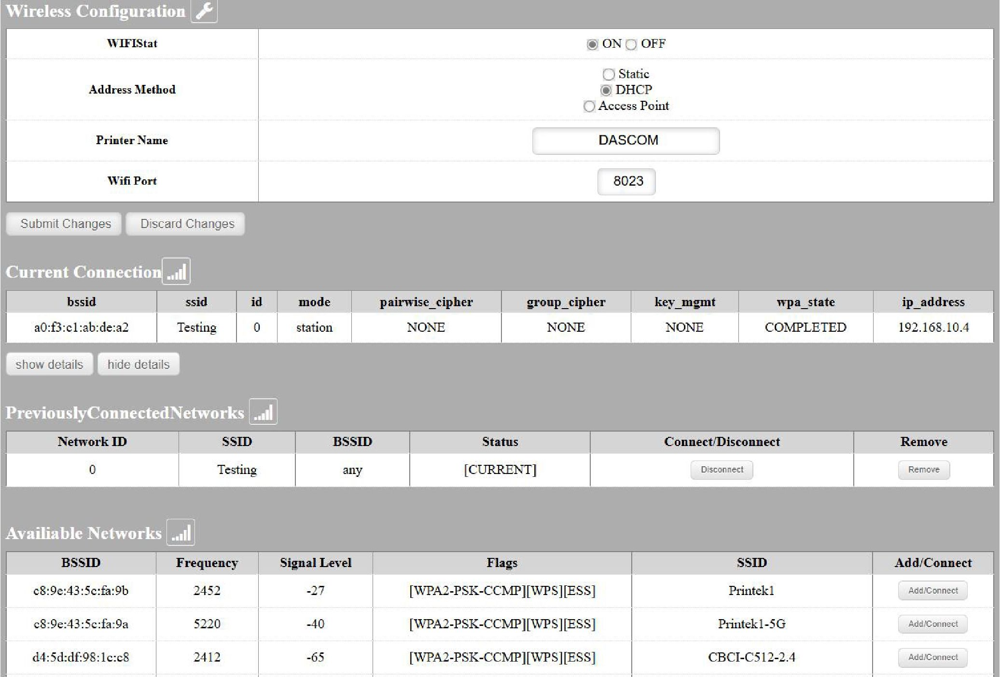 Wireless Configuration
WIFIStat ON OFF
Address Method Static
DHCP
Access Point
Printer Name DASCOM
Wifi Port 8023
Submit Changes Discard Changes
Current Connection
bssid ssid id mode pairwise_cipher group_cipher key_mgmt wpa_state ip_address
a0:f3:c1:ab:de:a2 Testing 0 station NONE NONE NONE COMPLETED 192.168.10.4
show details hide details
PreviouslyConnectedNetworks
Network ID SSID BSSID Status Connect/Disconnect Remove
0 Testing any [CURRENT] Disconnect Remove
Availiable Networks
BSSID Frequency Signal Level Flags SSID Add/Connect
c8:9e:43:5c:fa:9b 2452 -27 [WPA2-PSK-CCMP][WPS][ESS] Printek1 Add/Connect
c8:9e:43:5c:fa:9a 5220 -40 [WPA2-PSK-CCMP][WPS][ESS] Printek1-5G Add/Connect
d4:5d:df:98:1c:c8 2412 -65 [WPA2-PSK-CCMP][WPS][ESS] CBCI-C512-2.4 Add/Connect